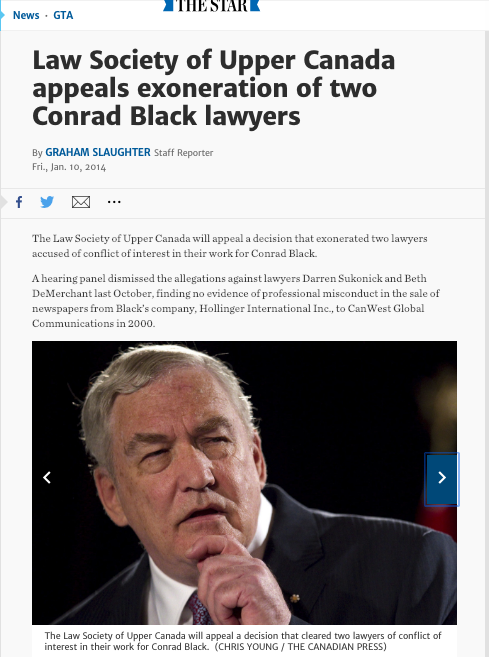 THE STAR
News · GTA
Law Society of Upper Canada
appeals exoneration of two
Conrad Black lawyers
By GRAHAM SLAUGHTER Staff Reporter
Fri., Jan. 10, 2014
The Law Society of Upper Canada will appeal a decision that exonerated two lawyers
accused of conflict of interest in their work for Conrad Black.
A hearing panel dismissed the allegations against lawyers Darren Sukonick and Beth
DeMerchant last October, finding no evidence of professional misconduct in the sale of
newspapers from Black's company, Hollinger International Inc., to CanWest Global
Communications in 2000.
The Law Society of Upper Canada will appeal a decision that cleared two lawyers of conflict of
interest in their work for Conrad Black. (CHRIS YOUNG / THE CANADIAN PRESS)